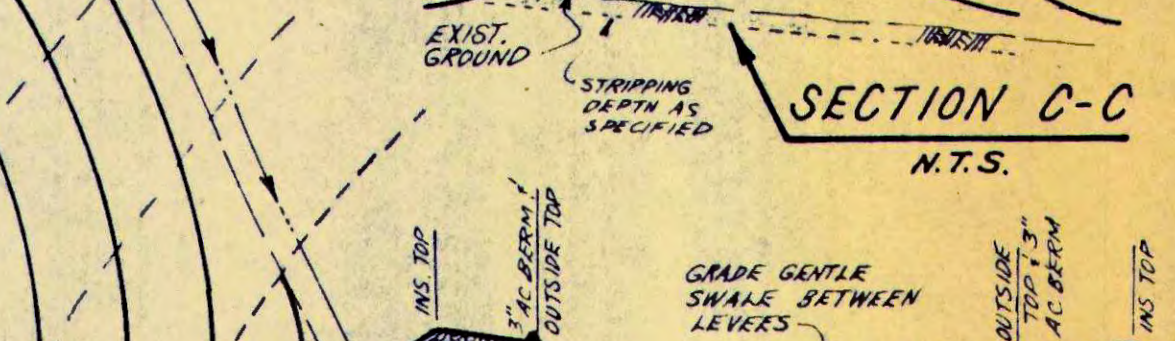 EXIST.
GROUND
STRIPPING
DEPTH AS
SPECIFIED
SECTION C-C
N.T.S.
INS. TOP
3" AC BERM &
OUTSIDE TOP
GRADE GENTLE
SWALE BETWEEN
LEVEES
OUTSIDE
TOP & 3"
AC BERM
INS TOP